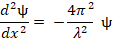 d²ψ/dx² = − 4π²/λ² ψ